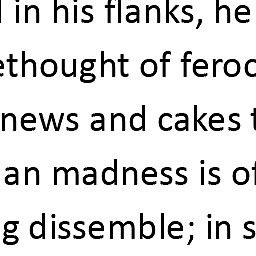 in his flanks, he
ethought of feroc
news and cakes t
an madness is of
g dissemble; in s